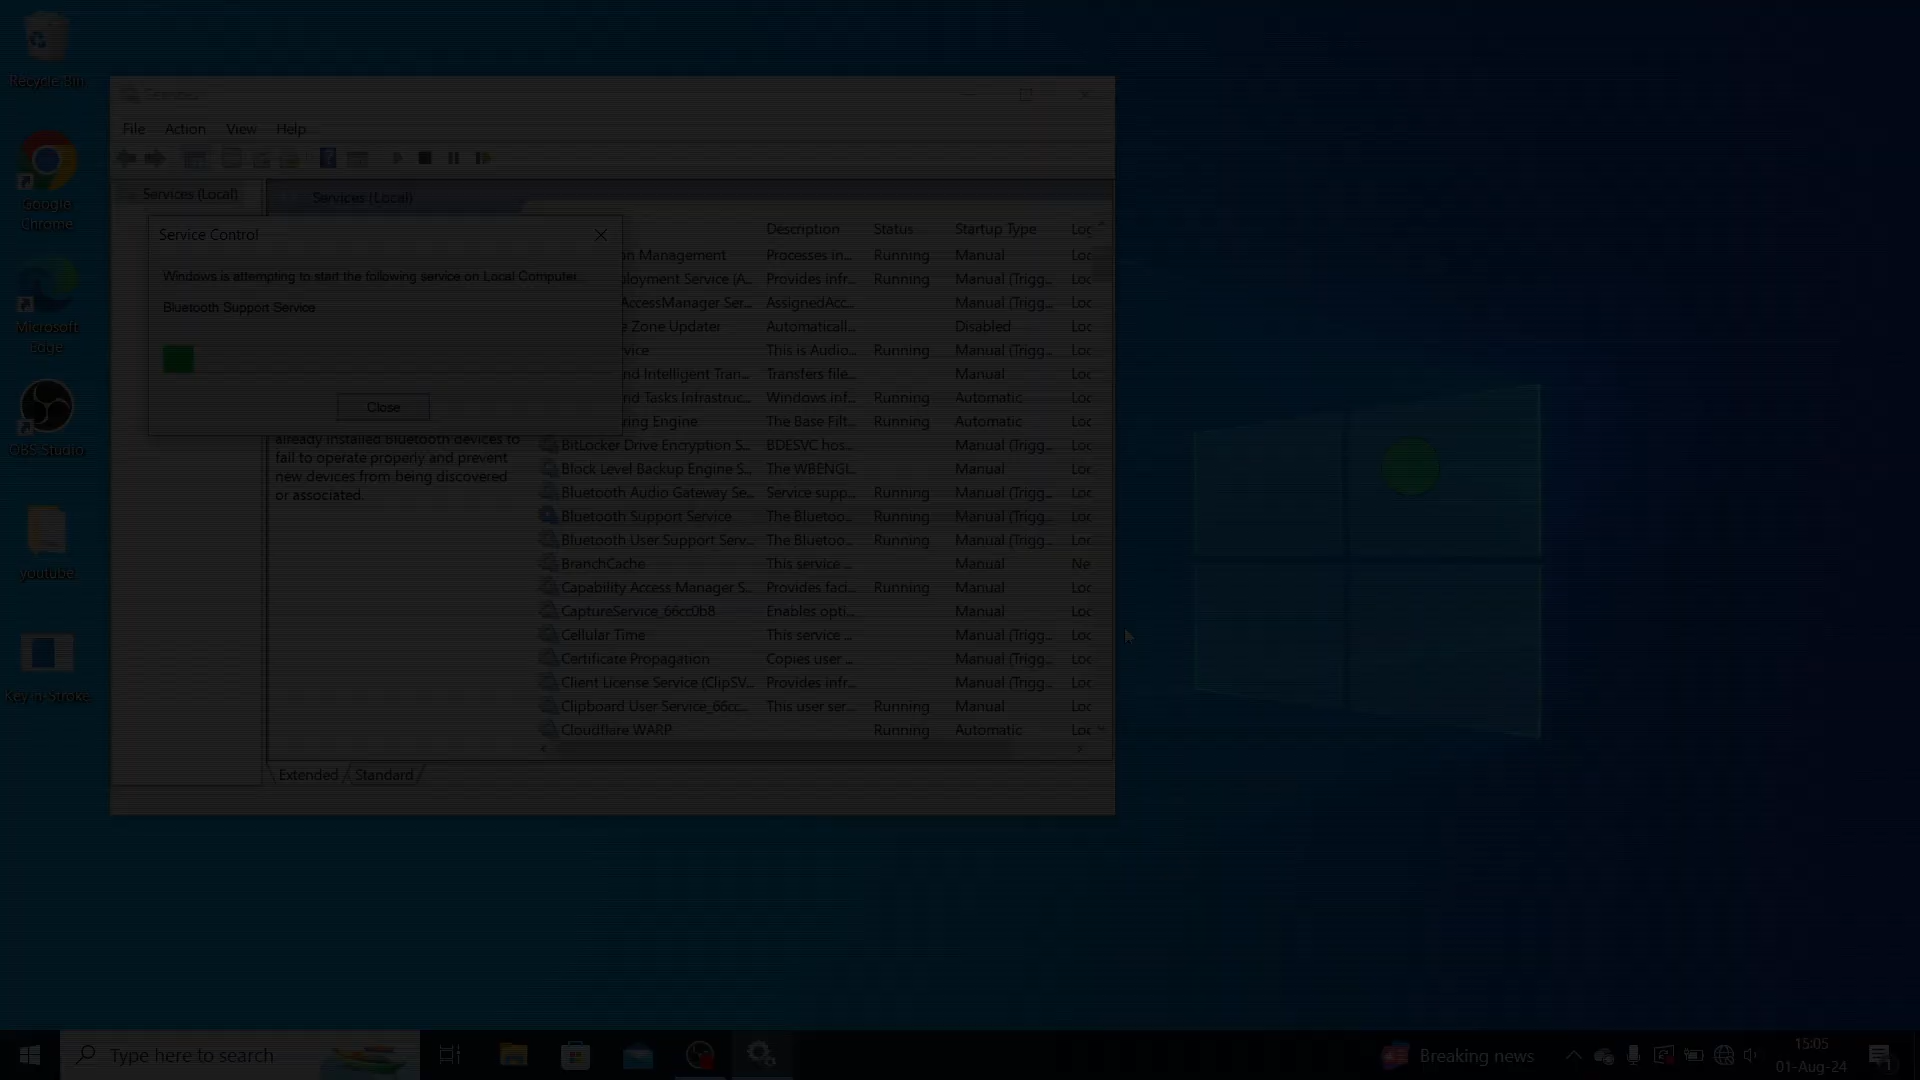 Recycle Bin
Google
Chrome
Microsoft
Edge
OBS Studio
youtube
Key-n-Stroke
Services
File Action View Help
Services (Local)
Services (Local)
Service Control
Windows is attempting to start the following service on Local Computer...
Bluetooth Support Service
Close
already installed Bluetooth devices to
fail to operate properly and prevent
new devices from being discovered
or associated.
Description Status Startup Type Loc
n Management Processes in... Running Manual Loc
ployment Service (A... Provides infr... Running Manual (Trigg... Loc
AccessManager Ser... AssignedAcc... Manual (Trigg... Loc
e Zone Updater Automaticall... Disabled Loc
vice This is Audio... Running Manual (Trigg... Loc
nd Intelligent Tran... Transfers file... Manual Loc
nd Tasks Infrastruc... Windows inf... Running Automatic Loc
ring Engine The Base Filt... Running Automatic Loc
BitLocker Drive Encryption S... BDESVC hos... Manual (Trigg... Loc
Block Level Backup Engine S... The WBENGI... Manual Loc
Bluetooth Audio Gateway Se... Service supp... Running Manual (Trigg... Loc
Bluetooth Support Service The Bluetoo... Running Manual (Trigg... Loc
Bluetooth User Support Serv... The Bluetoo... Running Manual (Trigg... Loc
BranchCache This service ... Manual Ne
Capability Access Manager S... Provides faci... Running Manual Loc
CaptureService_66cc0b8 Enables opti... Manual Loc
Cellular Time This service ... Manual (Trigg... Loc
Certificate Propagation Copies user ... Manual (Trigg... Loc
Client License Service (ClipSV... Provides infr... Manual (Trigg... Loc
Clipboard User Service_66cc... This user ser... Running Manual Loc
Cloudflare WARP Running Automatic Loc
Extended Standard
Type here to search
Breaking news
15:05
01-Aug-24
1